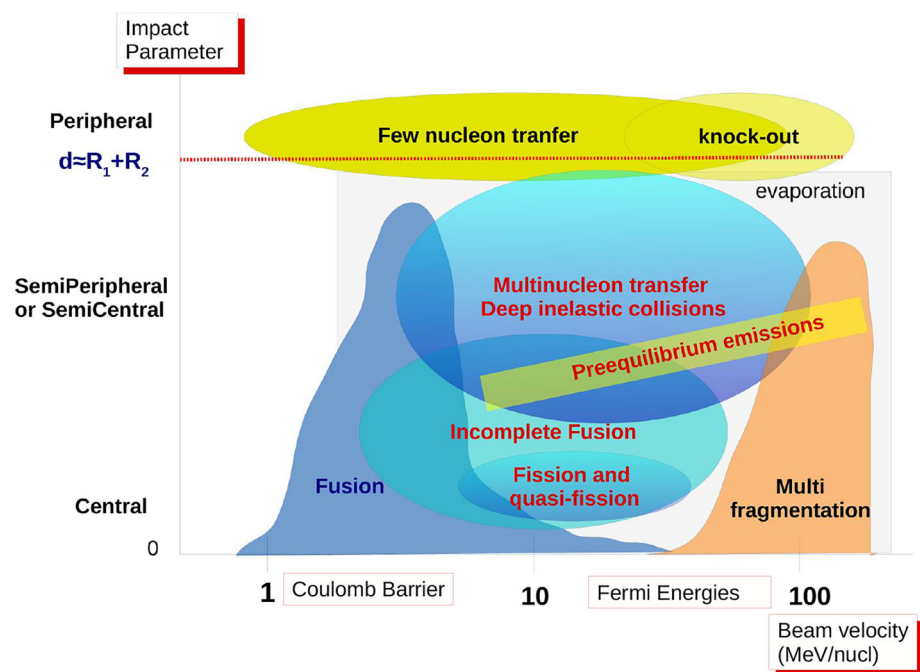 Impact
Parameter
Peripheral
Few nucleon tranfer
knock-out
d≈R₁+R₂
evaporation
SemiPeripheral
or SemiCentral
Multinucleon transfer
Deep inelastic collisions
Preequilibrium emissions
Incomplete Fusion
Fission and
quasi-fission
Fusion
Central
Multi
fragmentation
0
1
Coulomb Barrier
10
Fermi Energies
100
Beam velocity
(MeV/nucl)